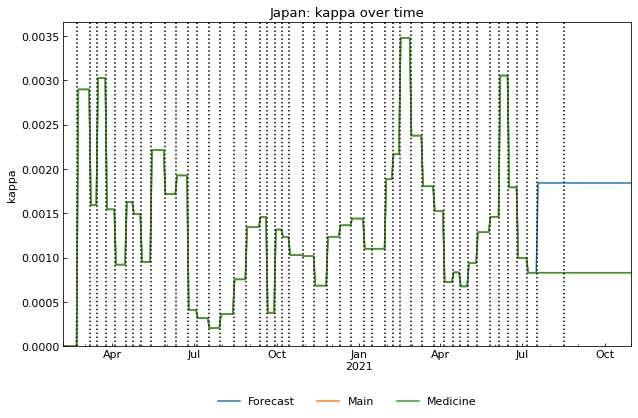 Japan: kappa over time
kappa
0.0035
0.0030
0.0025
0.0020
0.0015
0.0010
0.0005
0.0000
Apr Jul Oct Jan Apr Jul Oct
2021
Forecast Main Medicine